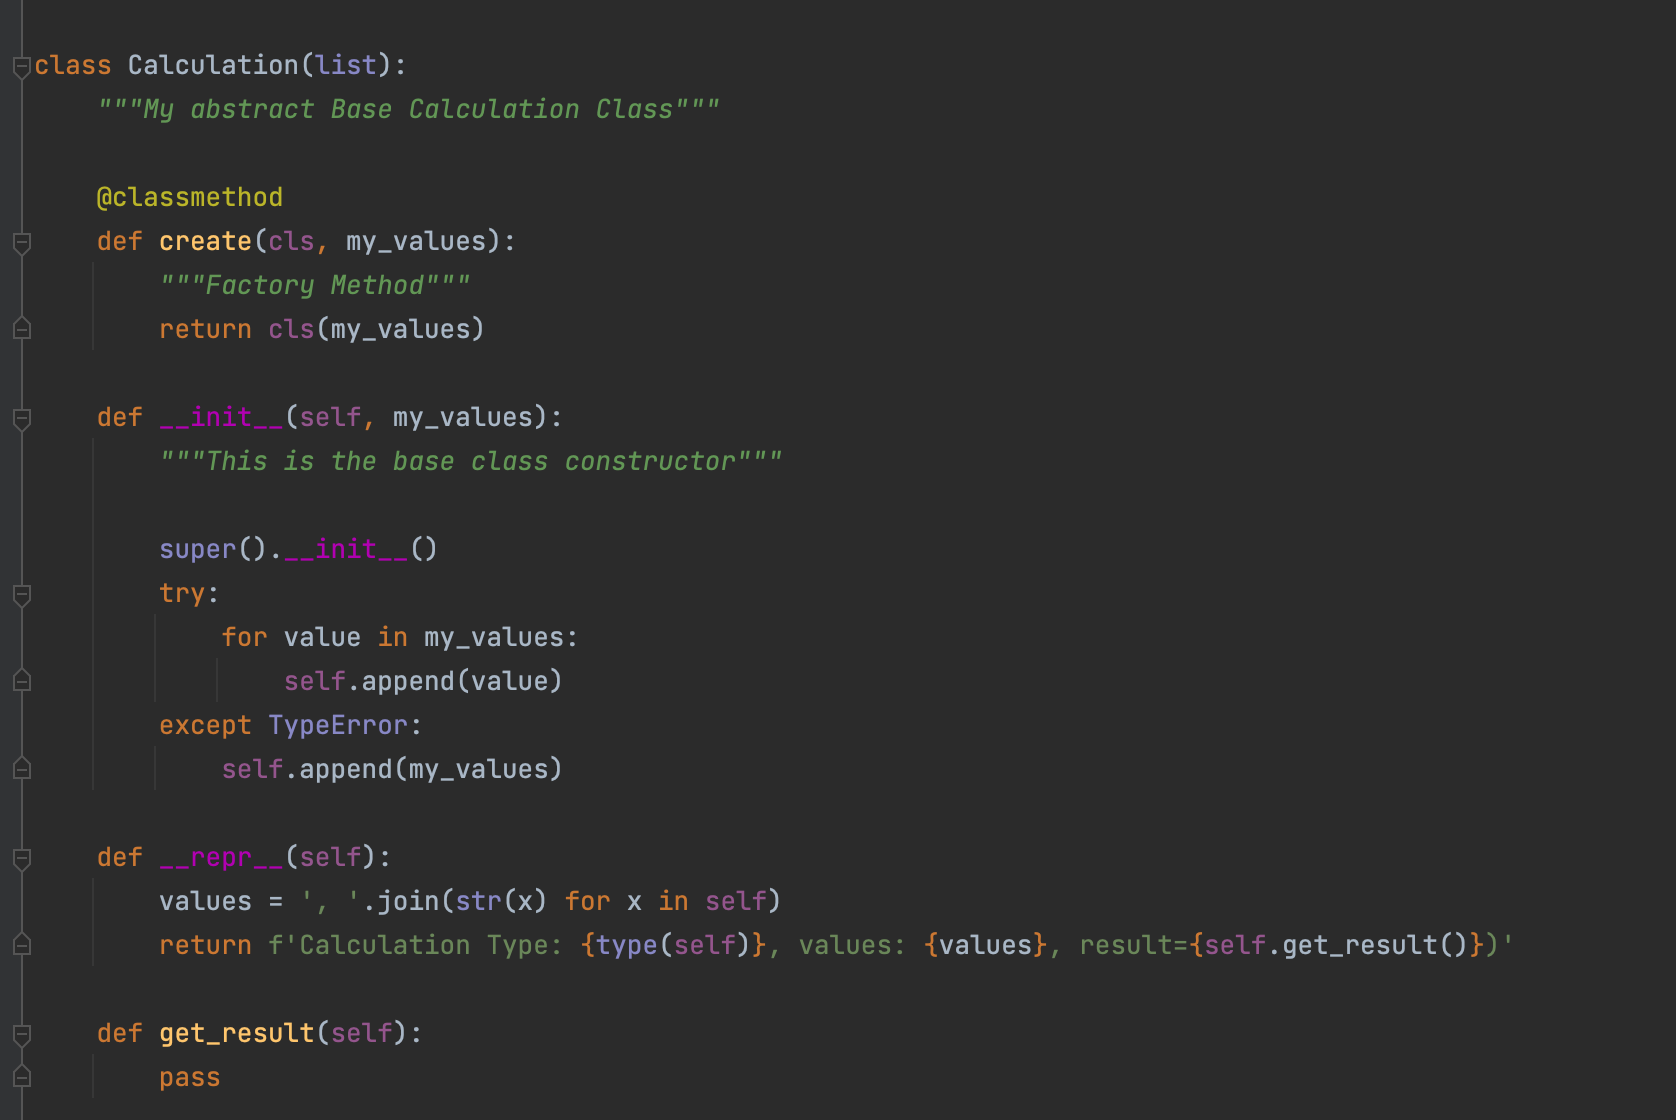 class Calculation(list):
    """My abstract Base Calculation Class"""
    @classmethod
    def create(cls, my_values):
        """Factory Method"""
        return cls(my_values)
    def __init__(self, my_values):
        """This is the base class constructor"""
        super().__init__()
        try:
            for value in my_values:
                self.append(value)
        except TypeError:
            self.append(my_values)
    def __repr__(self):
        values = ', '.join(str(x) for x in self)
        return f'Calculation Type: {type(self)}, values: {values}, result={self.get_result()})'
    def get_result(self):
        pass